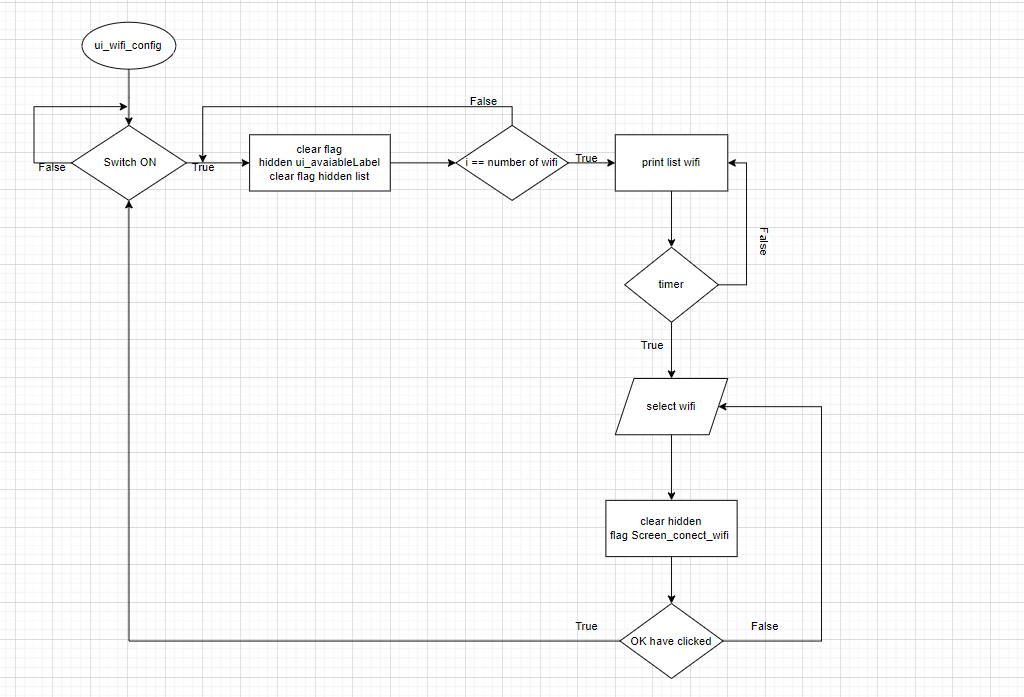 ui_wifi_config
False
Switch ON
False
True
clear flag
hidden ui_avaiableLabel
clear flag hidden list
i == number of wifi
True
print list wifi
False
timer
True
select wifi
clear hidden
flag Screen_conect_wifi
True
OK have clicked
False